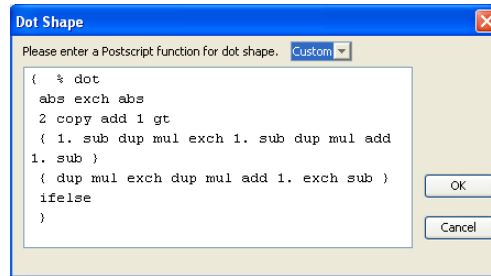 Dot Shape
Please enter a Postscript function for dot shape. Custom
{ % dot
abs exch abs
2 copy add 1 gt
{ 1. sub dup mul exch 1. sub dup mul add
1. sub }
{ dup mul exch dup mul add 1. exch sub }
ifelse
}
OK
Cancel